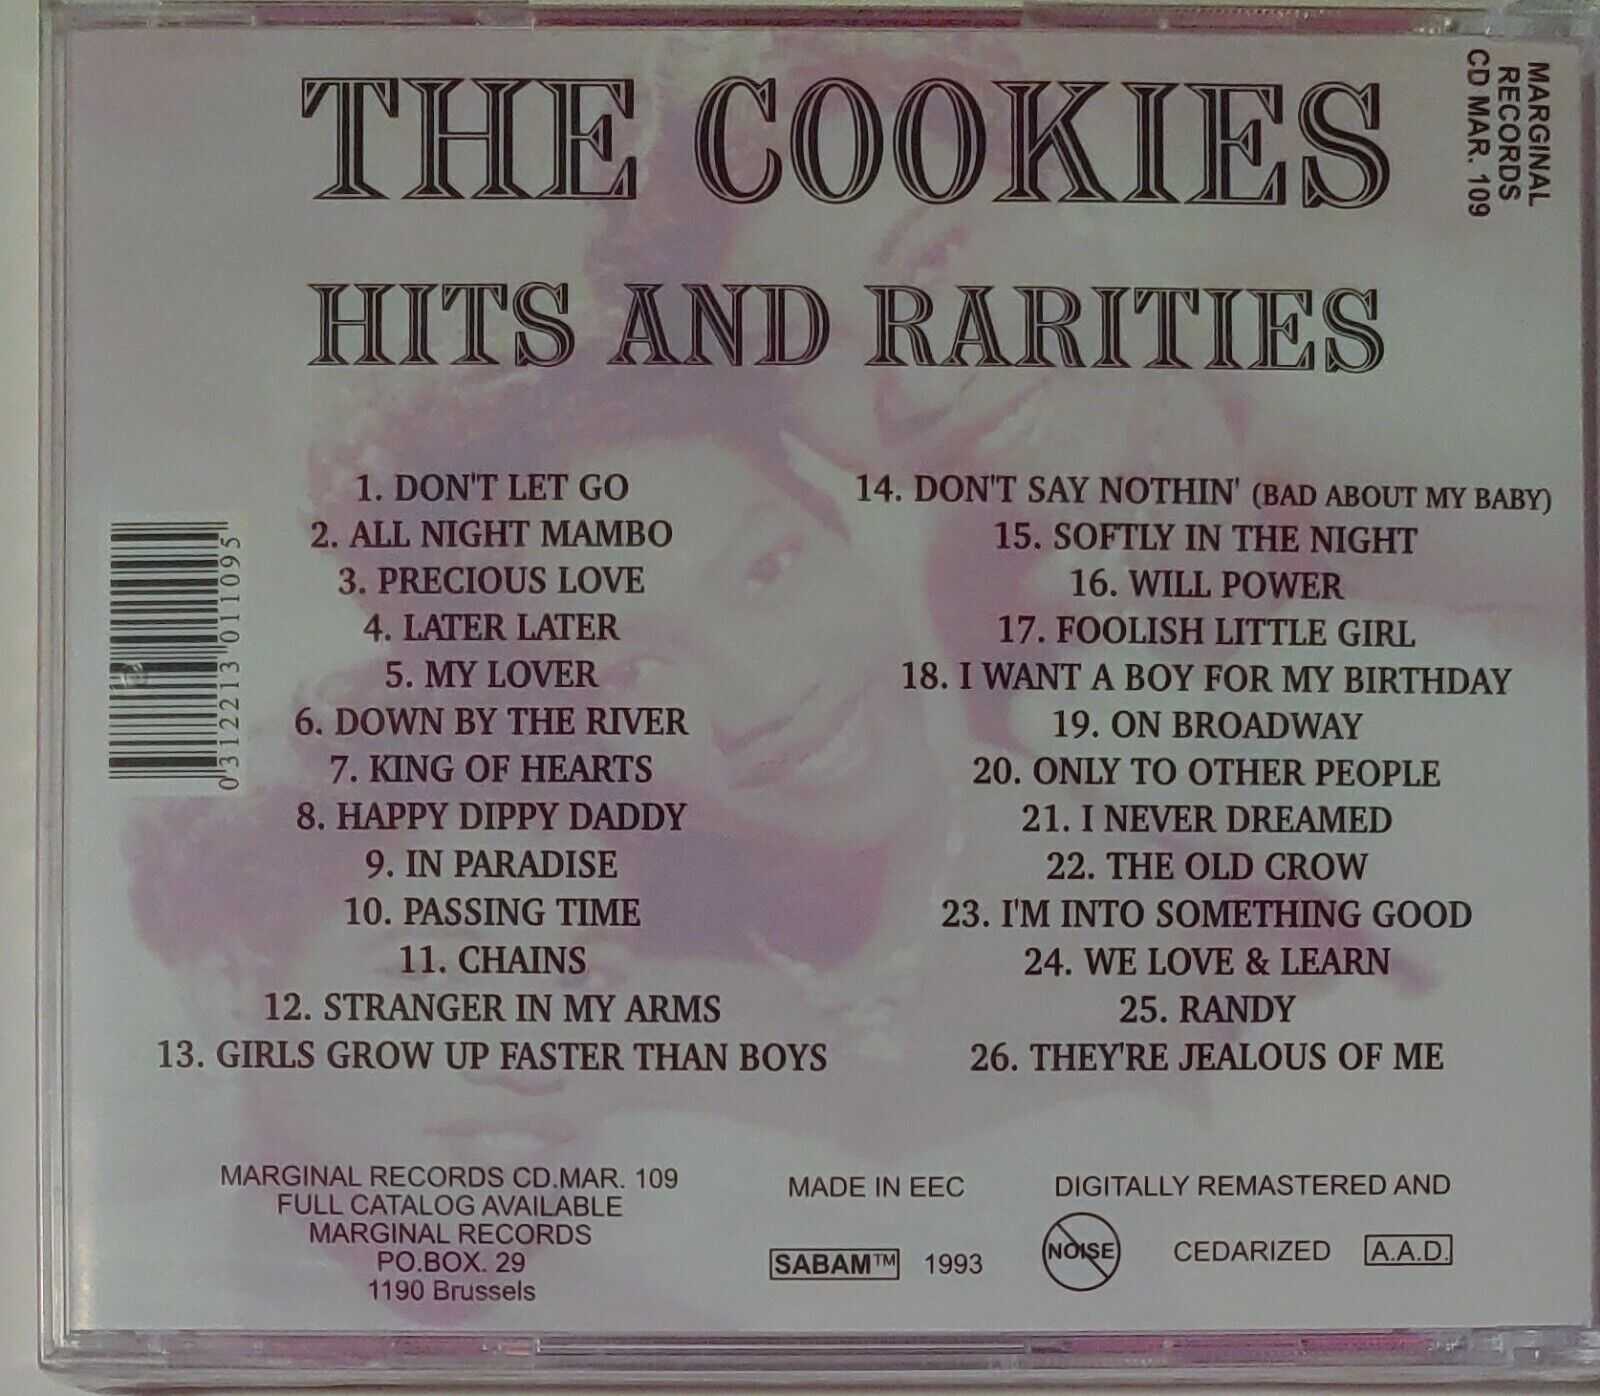 THE COOKIES
HITS AND RARITIES
MARGINAL
RECORDS
CD MAR. 109
1. DON'T LET GO
2. ALL NIGHT MAMBO
3. PRECIOUS LOVE
4. LATER LATER
5. MY LOVER
6. DOWN BY THE RIVER
7. KING OF HEARTS
8. HAPPY DIPPY DADDY
9. IN PARADISE
10. PASSING TIME
11. CHAINS
12. STRANGER IN MY ARMS
13. GIRLS GROW UP FASTER THAN BOYS
14. DON'T SAY NOTHIN' (BAD ABOUT MY BABY)
15. SOFTLY IN THE NIGHT
16. WILL POWER
17. FOOLISH LITTLE GIRL
18. I WANT A BOY FOR MY BIRTHDAY
19. ON BROADWAY
20. ONLY TO OTHER PEOPLE
21. I NEVER DREAMED
22. THE OLD CROW
23. I'M INTO SOMETHING GOOD
24. WE LOVE & LEARN
25. RANDY
26. THEY'RE JEALOUS OF ME
0312213 011095
MARGINAL RECORDS CD.MAR. 109
FULL CATALOG AVAILABLE
MARGINAL RECORDS
PO.BOX. 29
1190 Brussels
MADE IN EEC
SABAM™ 1993
DIGITALLY REMASTERED AND
NOISE CEDARIZED A.A.D.